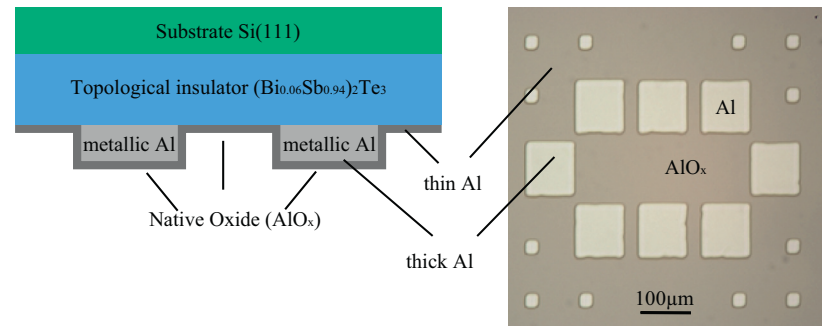 Substrate Si(111)
Topological insulator (Bi₀.₀₆Sb₀.₉₄)₂Te₃
metallic Al
metallic Al
thin Al
Native Oxide (AlOₓ)
thick Al
Al
AlOₓ
100µm